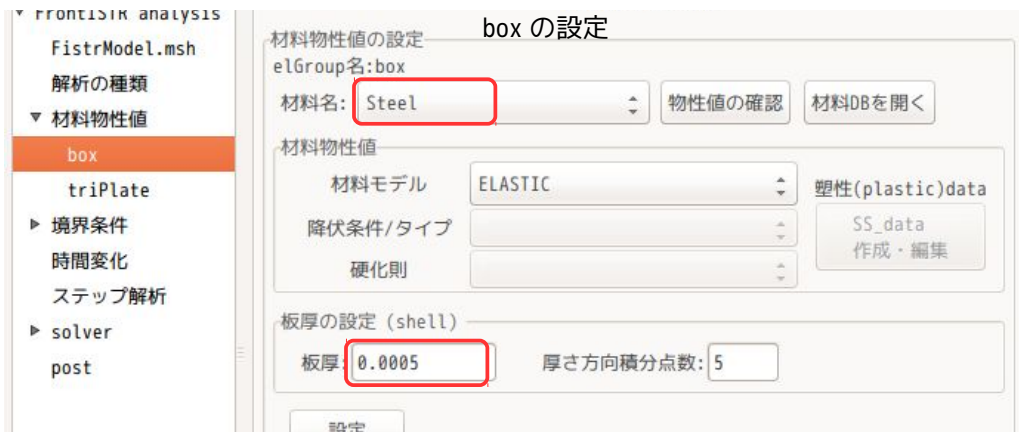 FrontISTR analysis
FistrModel.msh
解析の種類
材料物性値
box
triPlate
境界条件
時間変化
ステップ解析
solver
post
box の設定
材料物性値の設定
elGroup名:box
材料名: Steel 物性値の確認 材料DBを開く
材料物性値
材料モデル ELASTIC 塑性(plastic)data
降伏条件/タイプ SS_data
作成・編集
硬化則
板厚の設定 (shell)
板厚: 0.0005 厚さ方向積分点数: 5
設定